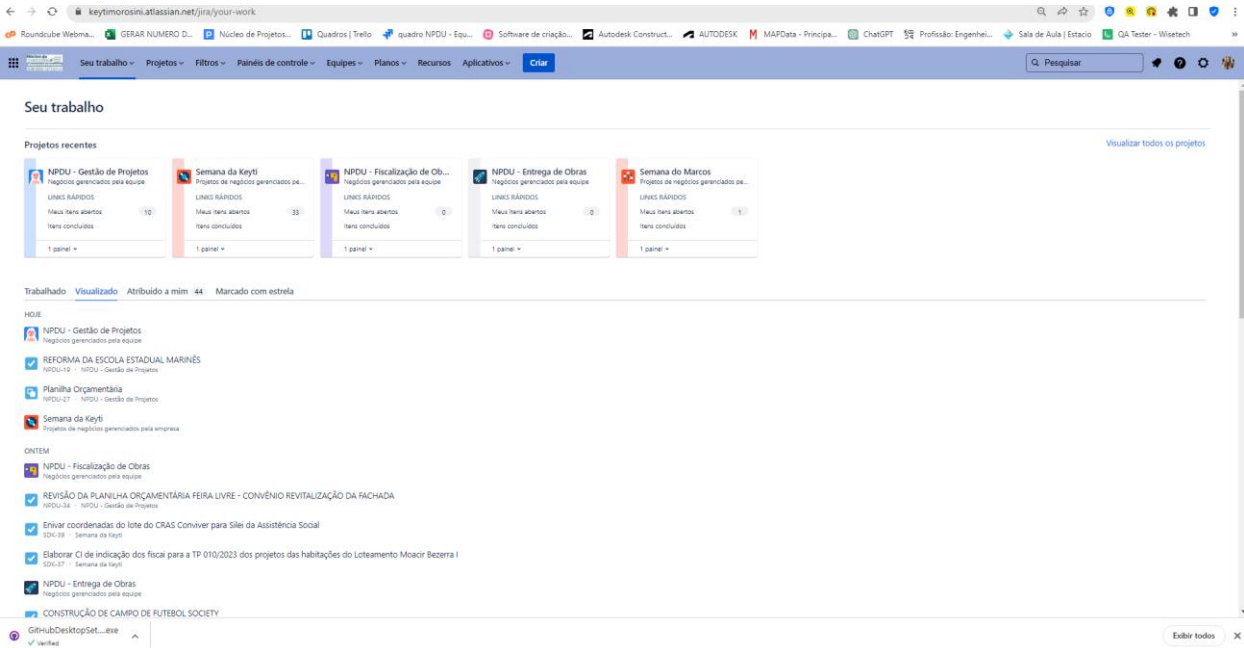 keytimorosini.atlassian.net/jira/your-work
Roundcube Webma... GERAR NUMERO D... Núcleo de Projetos... Quadros | Trello quadro NPDU - Equ... Software de criação... Autodesk Construct... AUTODESK MAPData - Principa... ChatGPT Profissão: Engenhei... Sala de Aula | Estacio QA Tester - Wisetech »
Seu trabalho Projetos Filtros Painéis de controle Equipes Planos Recursos Aplicativos Criar Pesquisar
Seu trabalho
Projetos recentes Visualizar todos os projetos
NPDU - Gestão de Projetos
Negócios gerenciados pela equipe
LINKS RÁPIDOS
Meus itens abertos 10
Itens concluídos
1 painel
Semana da Keyti
Projetos de negócios gerenciados pe...
LINKS RÁPIDOS
Meus itens abertos 33
Itens concluídos
1 painel
NPDU - Fiscalização de Ob...
Negócios gerenciados pela equipe
LINKS RÁPIDOS
Meus itens abertos 0
Itens concluídos
1 painel
NPDU - Entrega de Obras
Negócios gerenciados pela equipe
LINKS RÁPIDOS
Meus itens abertos 0
Itens concluídos
1 painel
Semana do Marcos
Projetos de negócios gerenciados pe...
LINKS RÁPIDOS
Meus itens abertos 1
Itens concluídos
1 painel
Trabalhado Visualizado Atribuído a mim 44 Marcado com estrela
HOJE
NPDU - Gestão de Projetos
Negócios gerenciados pela equipe
REFORMA DA ESCOLA ESTADUAL MARINÊS
NPDU-19 · NPDU - Gestão de Projetos
Planilha Orçamentária
NPDU-27 · NPDU - Gestão de Projetos
Semana da Keyti
Projetos de negócios gerenciados pela empresa
ONTEM
NPDU - Fiscalização de Obras
Negócios gerenciados pela equipe
REVISÃO DA PLANILHA ORÇAMENTÁRIA FEIRA LIVRE - CONVÊNIO REVITALIZAÇÃO DA FACHADA
NPDU-34 · NPDU - Gestão de Projetos
Enivar coordenadas do lote do CRAS Conviver para Silei da Assistência Social
SDK-39 · Semana da Keyti
Elaborar CI de indicação dos fiscai para a TP 010/2023 dos projetos das habitações do Loteamento Moacir Bezerra I
SDK-37 · Semana da Keyti
NPDU - Entrega de Obras
Negócios gerenciados pela equipe
CONSTRUÇÃO DE CAMPO DE FUTEBOL SOCIETY
GitHubDesktopSet....exe
Verified
Exibir todos